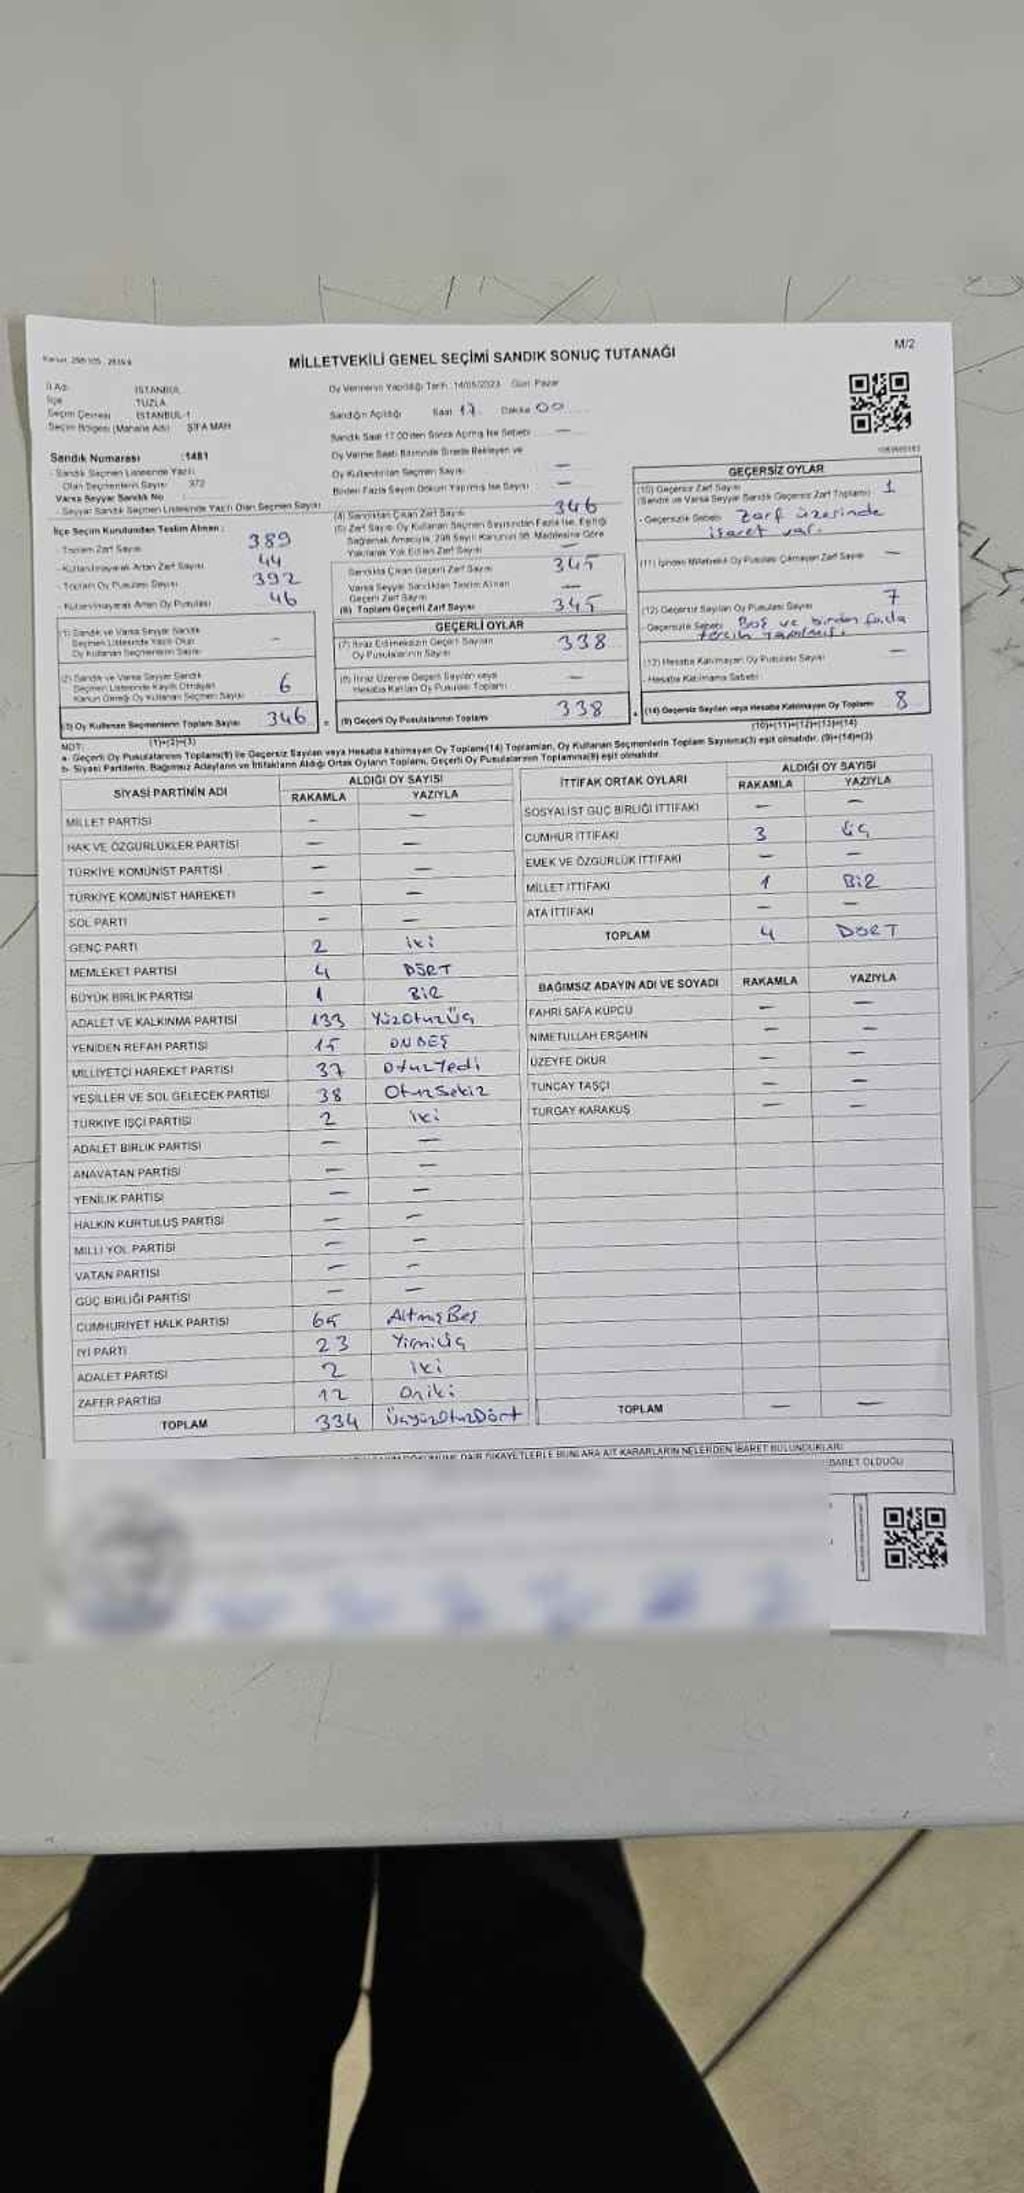 M/2
MİLLETVEKİLİ GENEL SEÇİMİ SANDIK SONUÇ TUTANAĞI
İl Adı İSTANBUL
İlçe TUZLA
Seçim Çevresi İSTANBUL-1
Seçim Bölgesi (Mahalle Adı) ŞİFA MAH
Sandık Numarası :1481
- Sandık Seçmen Listesinde Yazılı
Olan Seçmenlerin Sayısı 372
Varsa Seyyar Sandık No
- Seyyar Sandık Seçmen Listesinde Yazılı Olan Seçmen Sayısı
Oy Vermenin Yapıldığı Tarih : 14/05/2023 Gün: Pazar
Sandığın Açıldığı Saat 17 Dakika 00
Sandık Saat 17.00'den Sonra Açılmış İse Sebebi —
Oy Verme Saati Bitiminde Sırada Bekleyen ve
Oy Kullandırılan Seçmen Sayısı —
Birden Fazla Seçim Döküm Yapılmış İse Sayısı —
İlçe Seçim Kurulundan Teslim Alınan :
- Toplam Zarf Sayısı 389
- Kullanılmayarak Artan Zarf Sayısı 44
- Toplam Oy Pusulası Sayısı 392
- Kullanılmayarak Artan Oy Pusulası 46
(1) Sandık ve Varsa Seyyar Sandık
Seçmen Listesinde Yazılı Olup
Oy Kullanan Seçmenlerin Sayısı -
(2) Sandık ve Varsa Seyyar Sandık
Seçmen Listesinde Kayıtlı Olmayan
Kanun Gereği Oy Kullanan Seçmen Sayısı 6
(3) Oy Kullanan Seçmenlerin Toplam Sayısı 346
(1)+(2)=(3)
(4) Sandıktan Çıkan Zarf Sayısı 346
(5) Zarf Sayısı Oy Kullanan Seçmen Sayısından Fazla İse, Eşitliği
Sağlamak Amacıyla, 298 Sayılı Kanunun 98. Maddesine Göre
Yakılarak Yok Edilen Zarf Sayısı —
Sandıkta Çıkan Geçerli Zarf Sayısı 345
Varsa Seyyar Sandıktan Teslim Alınan
Geçerli Zarf Sayısı —
(6) Toplam Geçerli Zarf Sayısı 345
GEÇERLİ OYLAR
(7) İtiraz Edilmeksizin Geçerli Sayılan
Oy Pusulalarının Sayısı 338
(8) İtiraz Üzerine Geçerli Sayılan veya
Hesaba Katılan Oy Pusulası Toplamı —
(9) Geçerli Oy Pusulalarının Toplamı 338
GEÇERSİZ OYLAR
(10) Geçersiz Zarf Sayısı 1
(Sandık ve Varsa Seyyar Sandık Geçersiz Zarf Toplamı)
- Geçersizlik Sebebi Zarf üzerinde
işaret var.
(11) İçinden Milletvekili Oy Pusulası Çıkmayan Zarf Sayısı —
(12) Geçersiz Sayılan Oy Pusulası Sayısı 7
- Geçersizlik Sebebi Boş ve birden fazla
tercih yapılmış.
(13) Hesaba Katılmayan Oy Pusulası Sayısı —
- Hesaba Katılmama Sebebi
(14) Geçersiz Sayılan veya Hesaba Katılmayan Oy Toplamı 8
(10)+(11)+(12)+(13)=(14)
NOT:
a- Geçerli Oy Pusulalarının Toplamı(9) ile Geçersiz Sayılan veya Hesaba katılmayan Oy Toplamı(14) Toplamları, Oy Kullanan Seçmenlerin Toplam Sayısına(3) eşit olmalıdır. (9)+(14)=(3)
b- Siyasi Partilerin, Bağımsız Adayların ve İttifakların Aldığı Ortak Oyların Toplamı, Geçerli Oy Pusulalarının Toplamına(9) eşit olmalıdır
SİYASİ PARTİNİN ADI ALDIĞI OY SAYISI
RAKAMLA YAZIYLA
MİLLET PARTİSİ - —
HAK VE ÖZGÜRLÜKLER PARTİSİ — —
TÜRKİYE KOMÜNİST PARTİSİ — —
TÜRKİYE KOMÜNİST HAREKETİ — —
SOL PARTİ — —
GENÇ PARTİ 2 iki
MEMLEKET PARTİSİ 4 DÖRT
BÜYÜK BİRLİK PARTİSİ 1 BİR
ADALET VE KALKINMA PARTİSİ 133 YüzOtuzÜç
YENİDEN REFAH PARTİSİ 15 ONBEŞ
MİLLİYETÇİ HAREKET PARTİSİ 37 OtuzYedi
YEŞİLLER VE SOL GELECEK PARTİSİ 38 OtuzSekiz
TÜRKİYE İŞÇİ PARTİSİ 2 iki
ADALET BİRLİK PARTİSİ — —
ANAVATAN PARTİSİ — —
YENİLİK PARTİSİ — —
HALKIN KURTULUŞ PARTİSİ — —
MİLLİ YOL PARTİSİ — —
VATAN PARTİSİ — —
GÜÇ BİRLİĞİ PARTİSİ — —
CUMHURİYET HALK PARTİSİ 65 AltmışBeş
İYİ PARTİ 23 Yirmiüç
ADALET PARTİSİ 2 iki
ZAFER PARTİSİ 12 Oniki
TOPLAM 334 ÜçyüzOtuzDört
İTTİFAK ORTAK OYLARI ALDIĞI OY SAYISI
RAKAMLA YAZIYLA
SOSYALİST GÜÇ BİRLİĞİ İTTİFAKI — —
CUMHUR İTTİFAKI 3 Üç
EMEK VE ÖZGÜRLÜK İTTİFAKI — —
MİLLET İTTİFAKI 1 BİR
ATA İTTİFAKI — —
TOPLAM 4 DÖRT
BAĞIMSIZ ADAYIN ADI VE SOYADI RAKAMLA YAZIYLA
FAHRİ SAFA KÜPCÜ — —
NİMETULLAH ERŞAHİN — —
ÜZEYFE OKUR — —
TUNCAY TAŞÇI — —
TURGAY KARAKUŞ — —
TOPLAM — —
DAİR ŞİKAYETLERLE BUNLARA AİT KARARLARIN NELERDEN İBARET BULUNDUKLARI
İBARET OLDUĞU